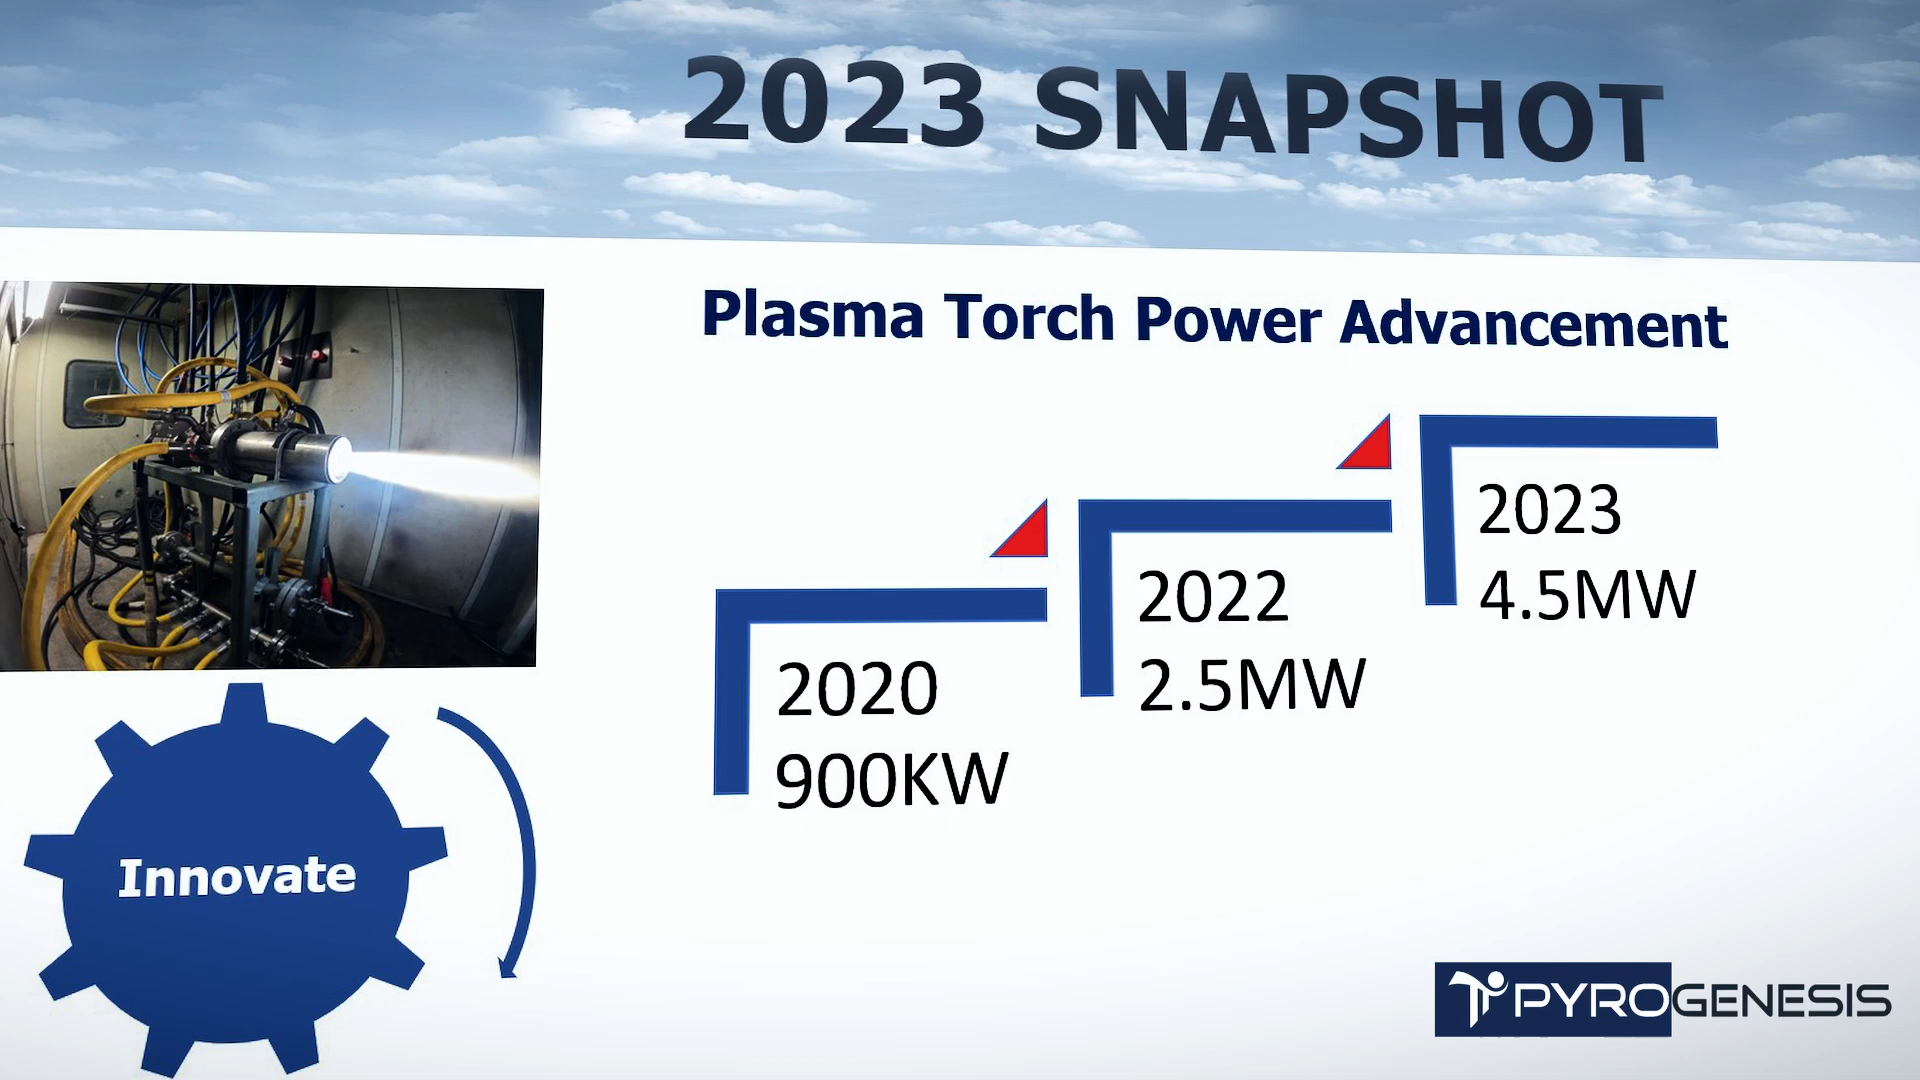 2023 SNAPSHOT
Plasma Torch Power Advancement
2020
900KW
2022
2.5MW
2023
4.5MW
Innovate
PYROGENESIS